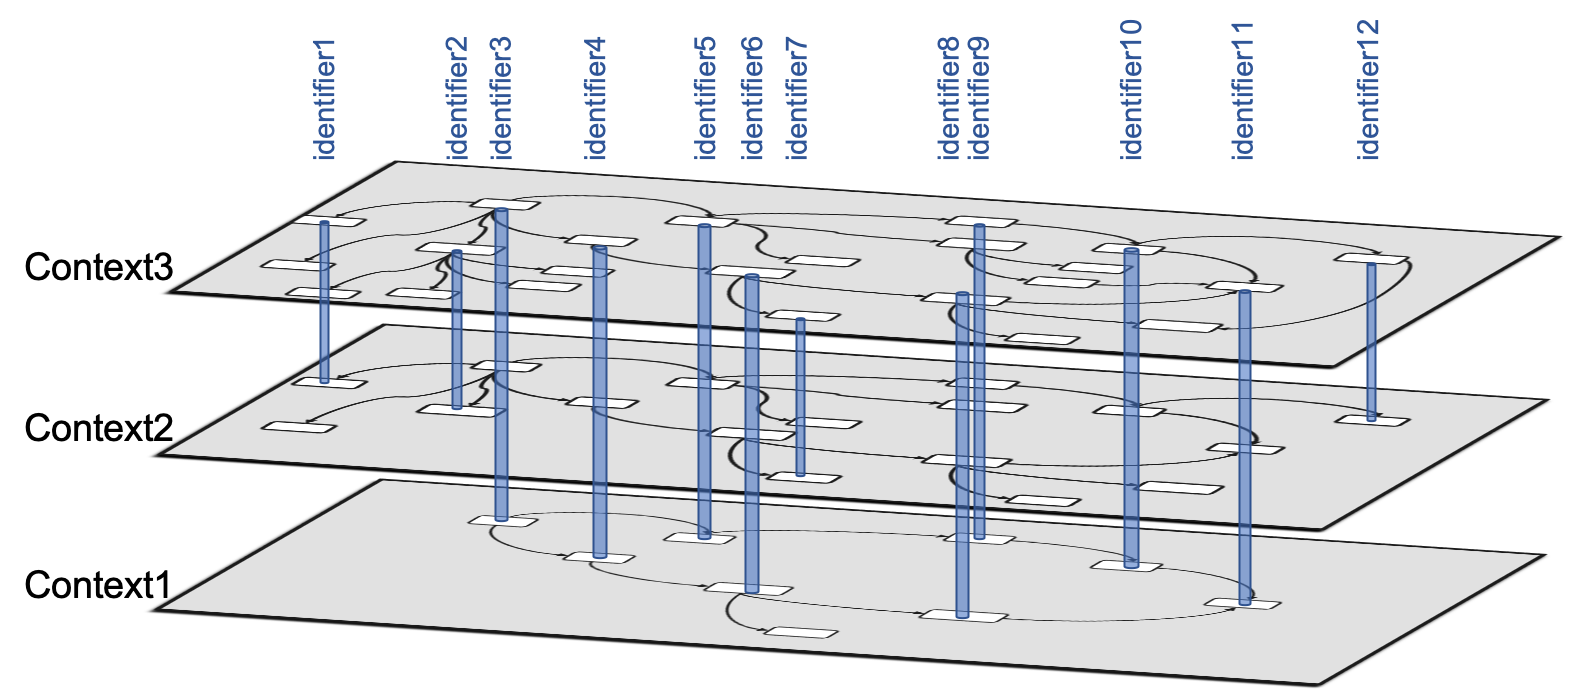 identifier1
identifier2
identifier3
identifier4
identifier5
identifier6
identifier7
identifier8
identifier9
identifier10
identifier11
identifier12
Context3
Context2
Context1